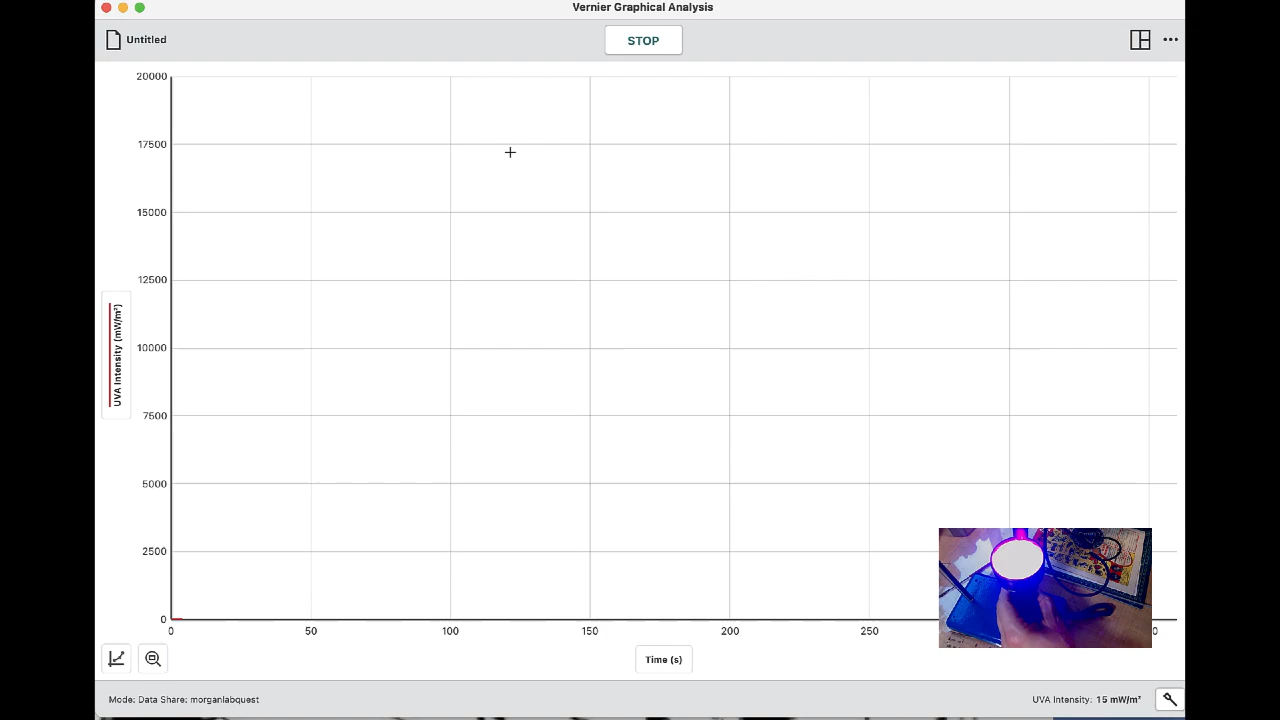 Vernier Graphical Analysis
Untitled
STOP
20000
17500
15000
12500
10000
7500
5000
2500
0
UVA Intensity (mW/m²)
0 50 100 150 200 250 0
Time (s)
Mode: Data Share: morganlabquest
UVA Intensity: 15 mW/m²